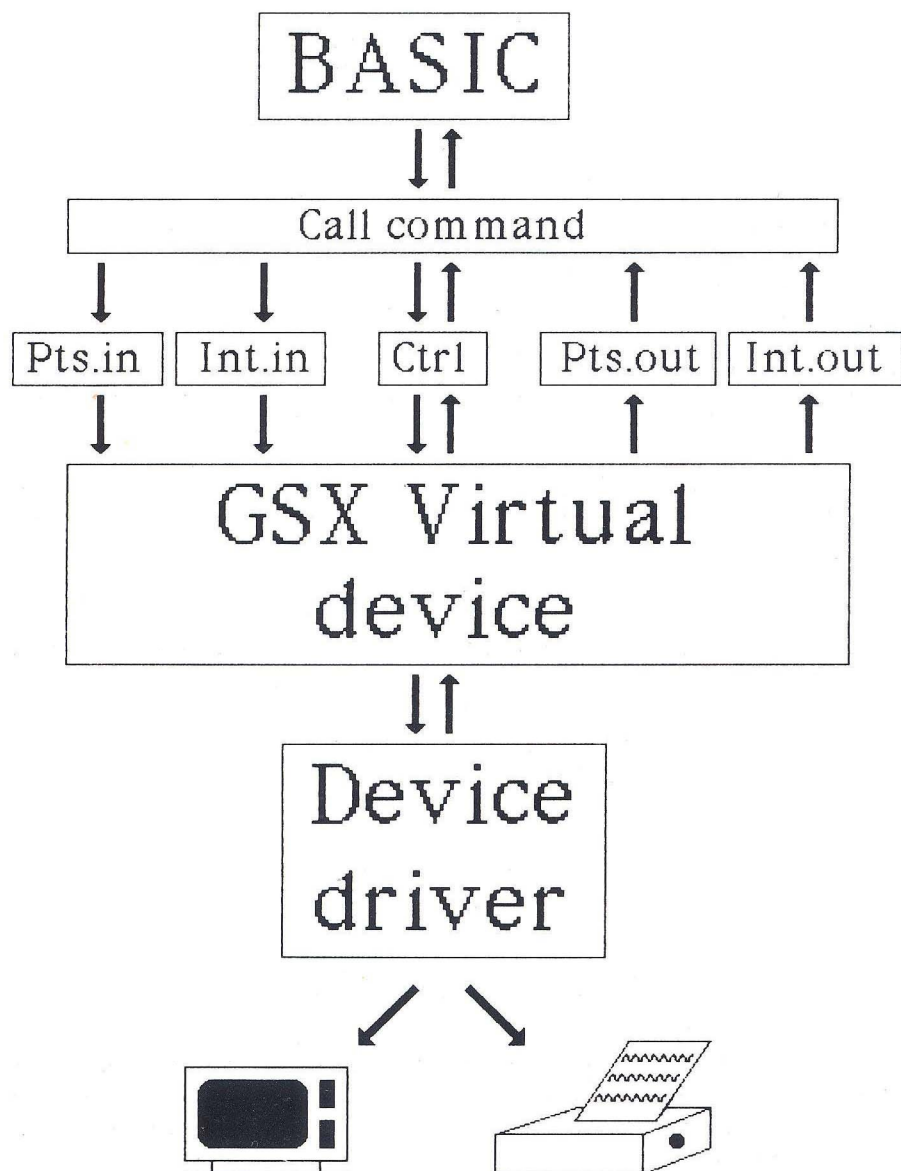 BASIC
Call command
Pts.in Int.in Ctrl Pts.out Int.out
GSX Virtual
device
Device
driver